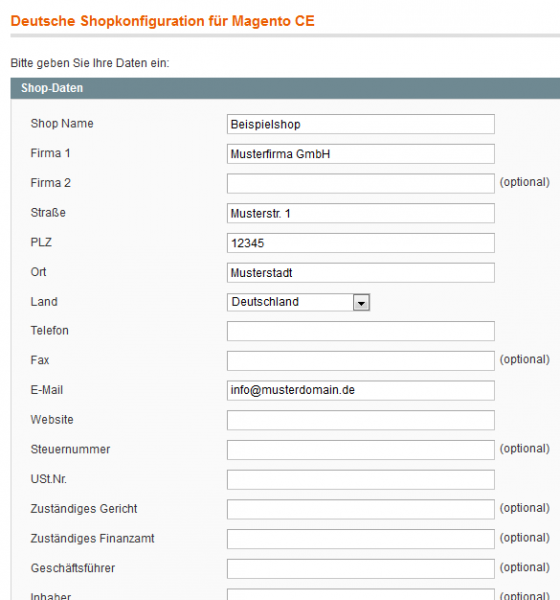 Deutsche Shopkonfiguration für Magento CE
Bitte geben Sie Ihre Daten ein:
Shop-Daten
Shop Name Beispielshop
Firma 1 Musterfirma GmbH
Firma 2 (optional)
Straße Musterstr. 1
PLZ 12345
Ort Musterstadt
Land Deutschland
Telefon
Fax (optional)
E-Mail info@musterdomain.de
Website
Steuernummer (optional)
USt.Nr.
Zuständiges Gericht (optional)
Zuständiges Finanzamt (optional)
Geschäftsführer (optional)
Inhaber (optional)